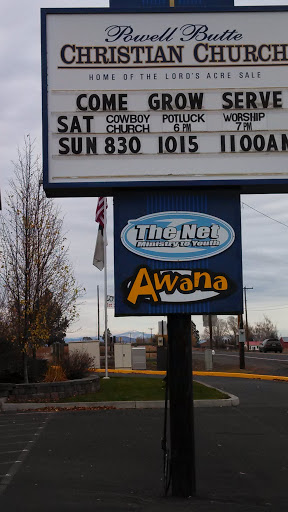 Powell Butte
CHRISTIAN CHURCH
HOME OF THE LORD'S ACRE SALE
COME GROW SERVE
SAT COWBOY CHURCH POTLUCK 6 PM WORSHIP 7 PM
SUN 830 1015 1100AM
The Net
Ministry to Youth
Awana